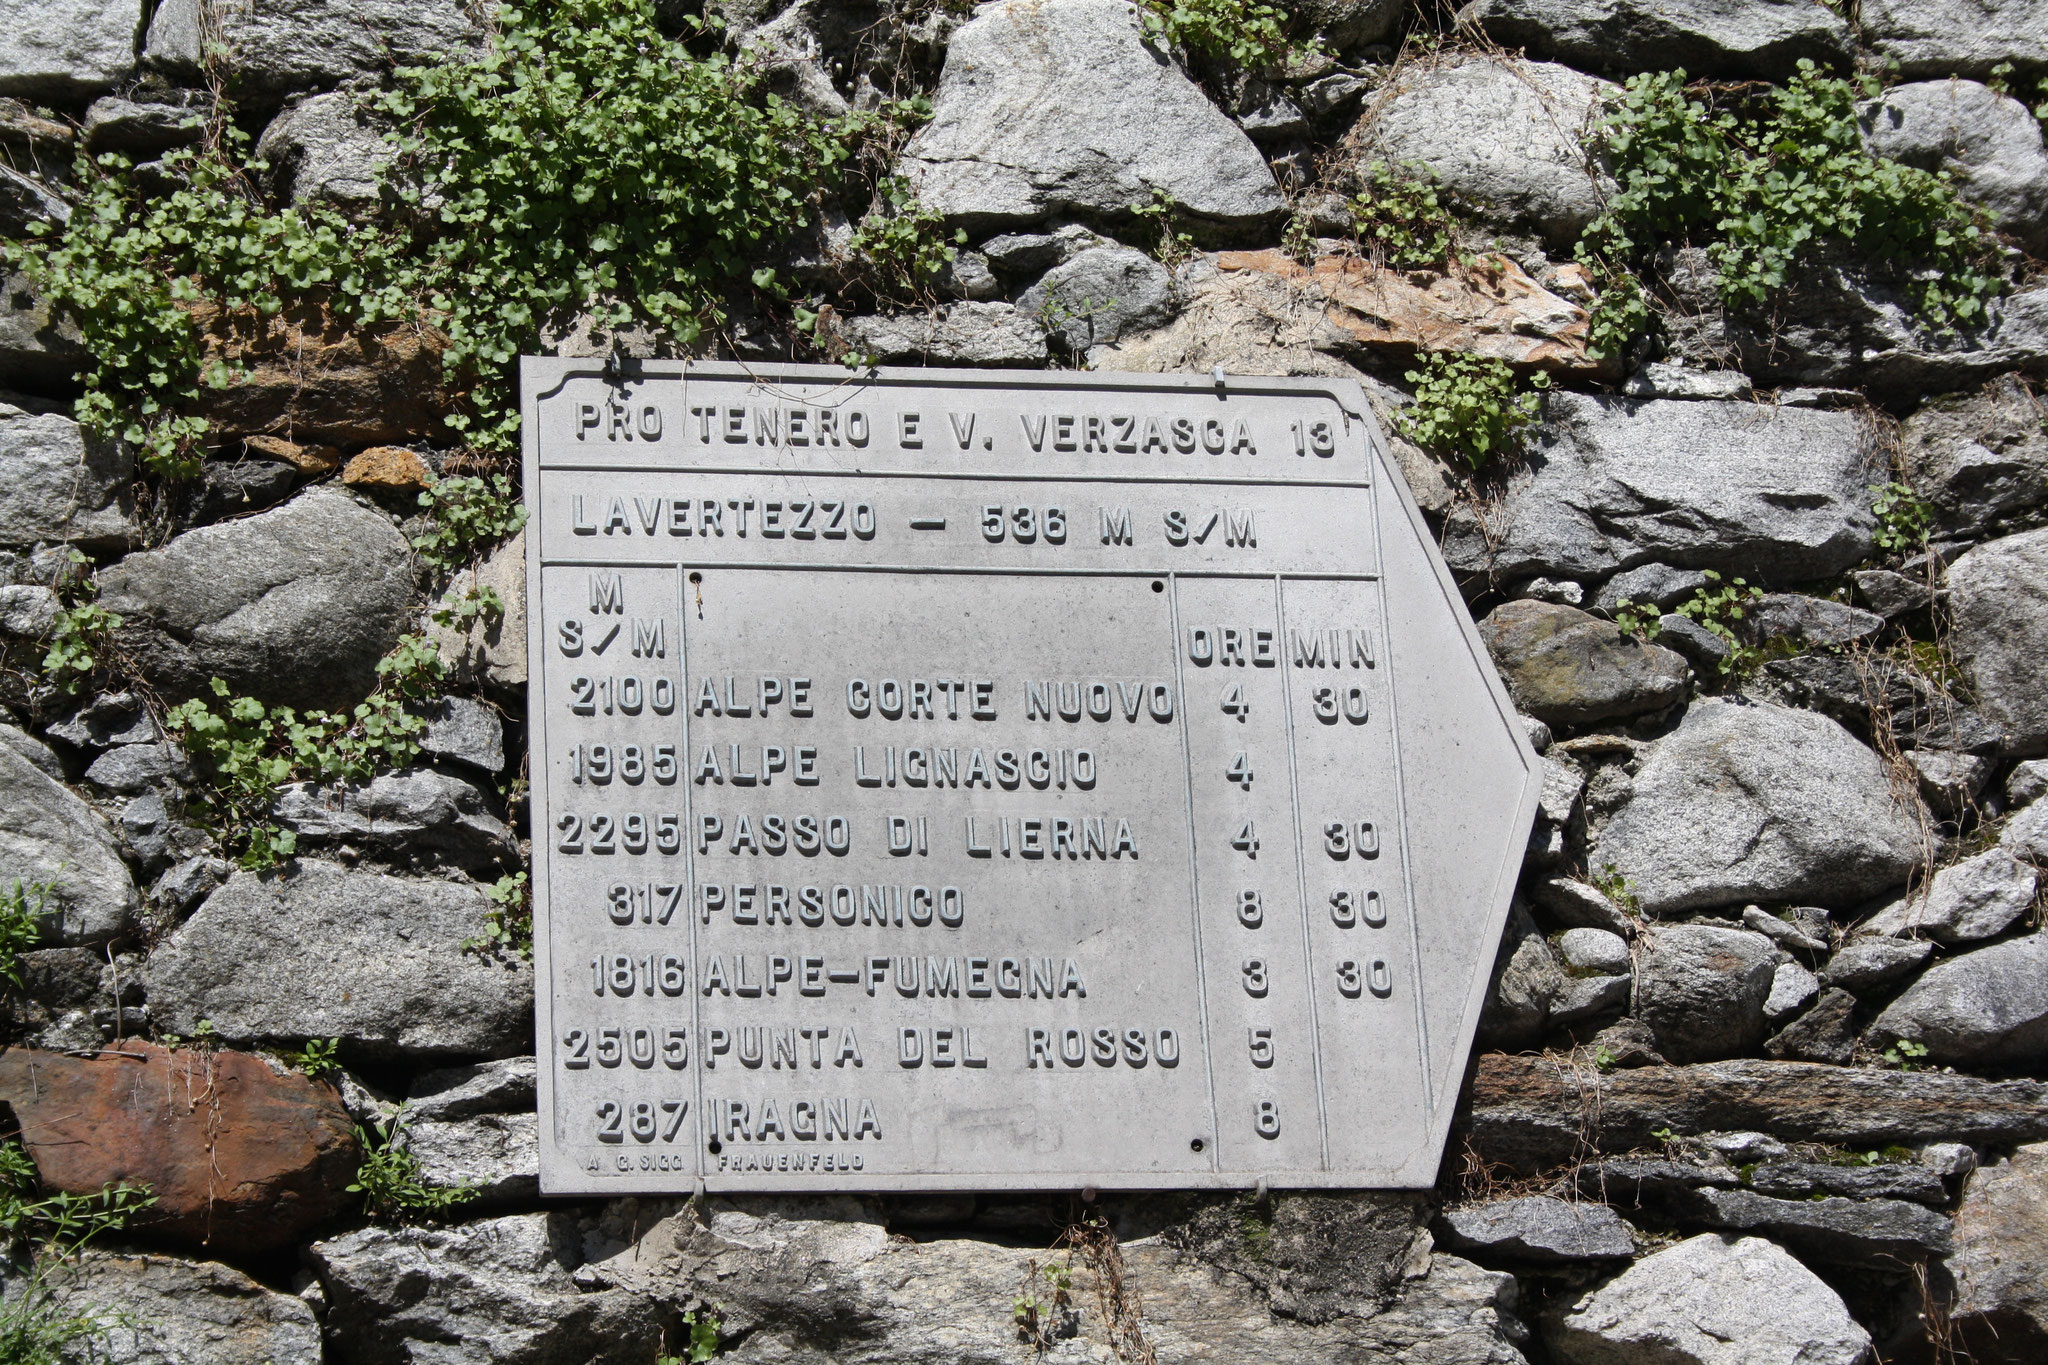 PRO TENERO E V. VERZASCA 13
LAVERTEZZO — 536 M S/M
M
S/M ORE MIN
2100 ALPE CORTE NUOVO 4 30
1985 ALPE LIGNASCIO 4
2295 PASSO DI LIERNA 4 30
317 PERSONICO 8 30
1816 ALPE-FUMEGNA 3 30
2505 PUNTA DEL ROSSO 5
287 IRAGNA 8
A G. SIGG FRAUENFELD